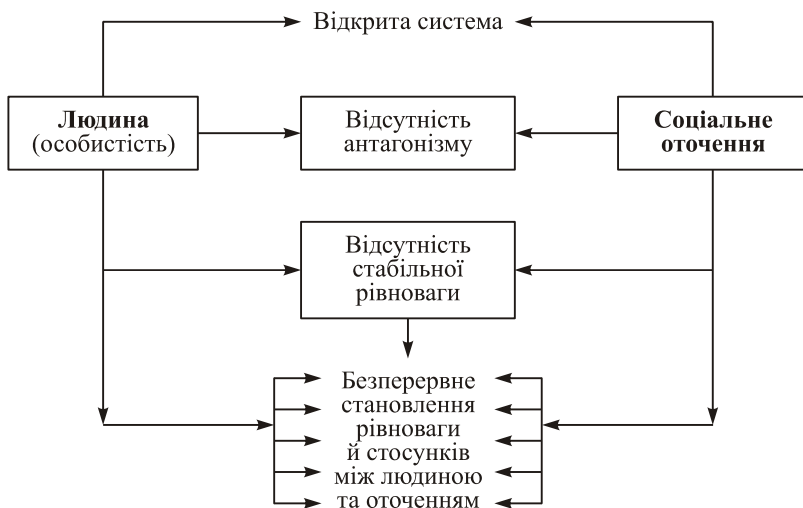 Відкрита система
Людина
(особистість)
Відсутність
антагонізму
Соціальне
оточення
Відсутність
стабільної
рівноваги
Безперервне
становлення
рівноваги
й стосунків
між людиною
та оточенням